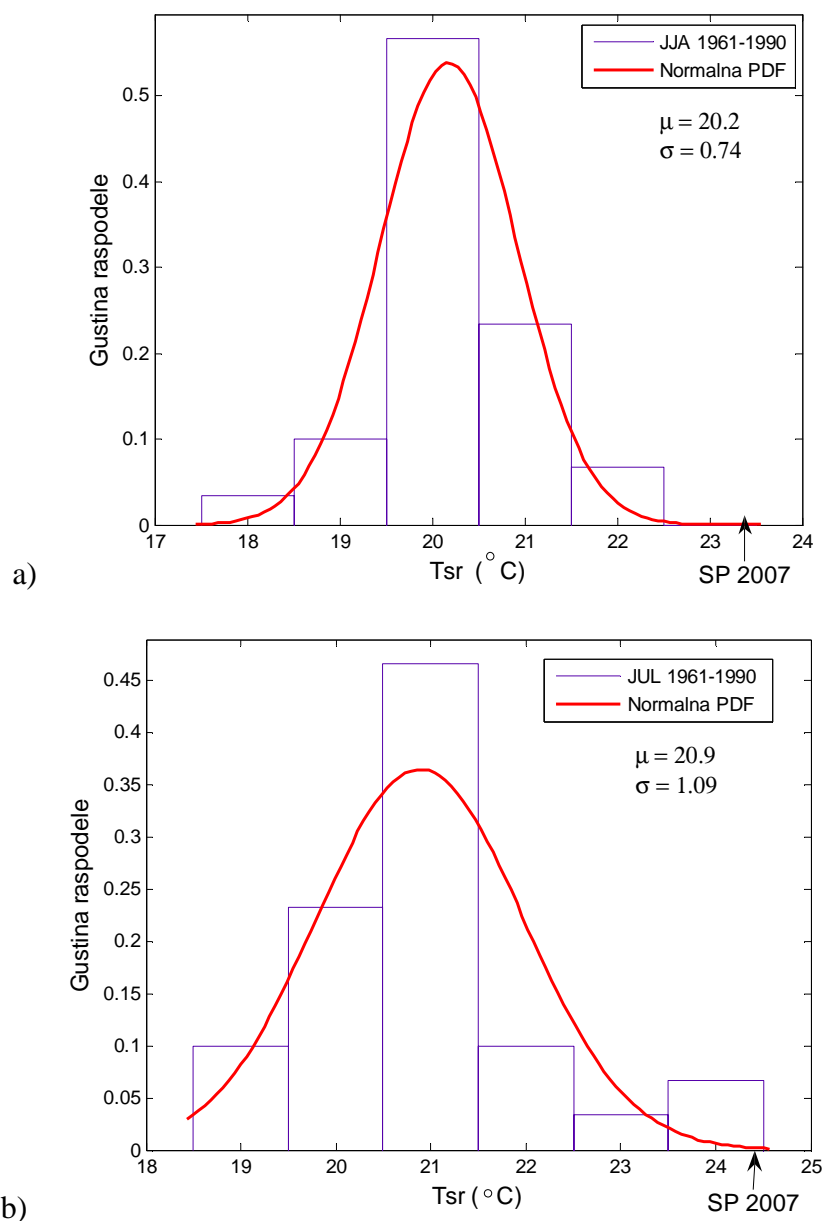 JJA 1961-1990
Normalna PDF
μ = 20.2
σ = 0.74
Gustina raspodele
0.5
0.4
0.3
0.2
0.1
0
17 18 19 20 21 22 23 24
Tsr (°C)
SP 2007
a)
JUL 1961-1990
Normalna PDF
μ = 20.9
σ = 1.09
Gustina raspodele
0.45
0.4
0.35
0.3
0.25
0.2
0.15
0.1
0.05
0
18 19 20 21 22 23 24 25
Tsr (°C)
SP 2007
b)